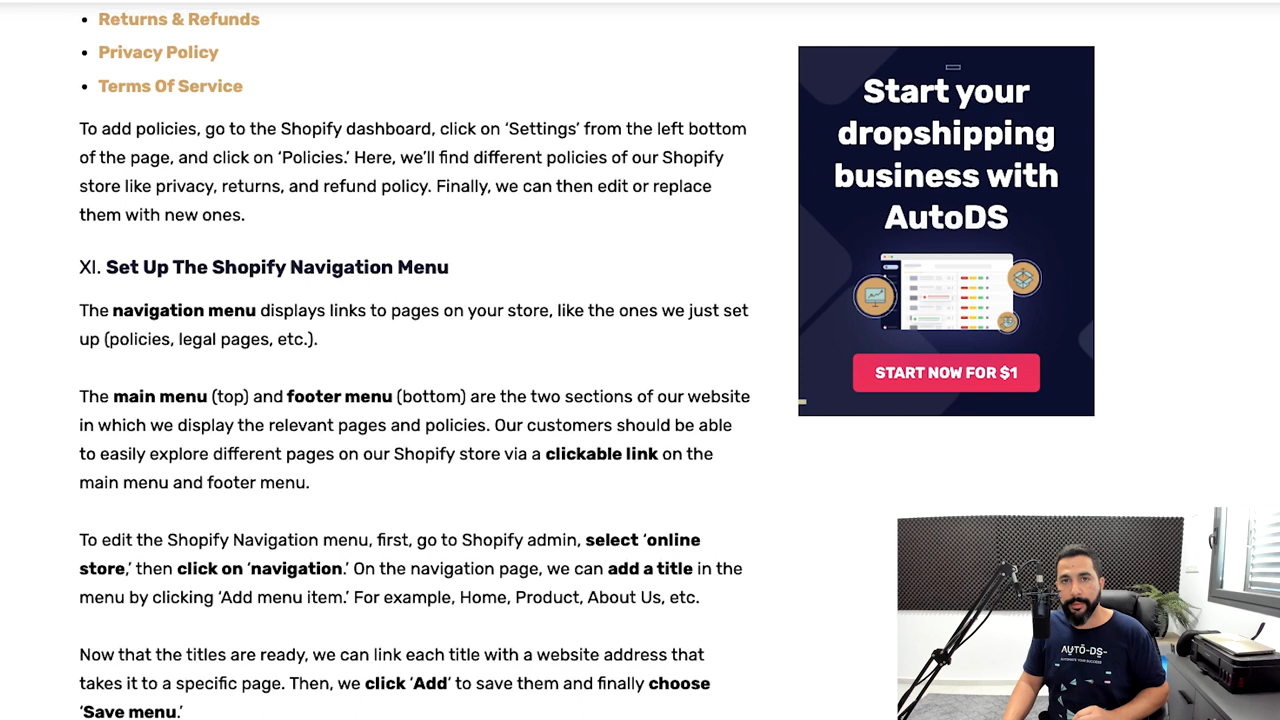 Returns & Refunds
Privacy Policy
Terms Of Service
To add policies, go to the Shopify dashboard, click on ‘Settings’ from the left bottom
of the page, and click on ‘Policies.’ Here, we’ll find different policies of our Shopify
store like privacy, returns, and refund policy. Finally, we can then edit or replace
them with new ones.
XI. Set Up The Shopify Navigation Menu
The navigation menu displays links to pages on your store, like the ones we just set
up (policies, legal pages, etc.).
The main menu (top) and footer menu (bottom) are the two sections of our website
in which we display the relevant pages and policies. Our customers should be able
to easily explore different pages on our Shopify store via a clickable link on the
main menu and footer menu.
To edit the Shopify Navigation menu, first, go to Shopify admin, select ‘online
store,’ then click on ‘navigation.’ On the navigation page, we can add a title in the
menu by clicking ‘Add menu item.’ For example, Home, Product, About Us, etc.
Now that the titles are ready, we can link each title with a website address that
takes it to a specific page. Then, we click ‘Add’ to save them and finally choose
‘Save menu.’
Start your
dropshipping
business with
AutoDS
START NOW FOR $1
AUTO-DS-
AUTOMATE YOUR SUCCESS